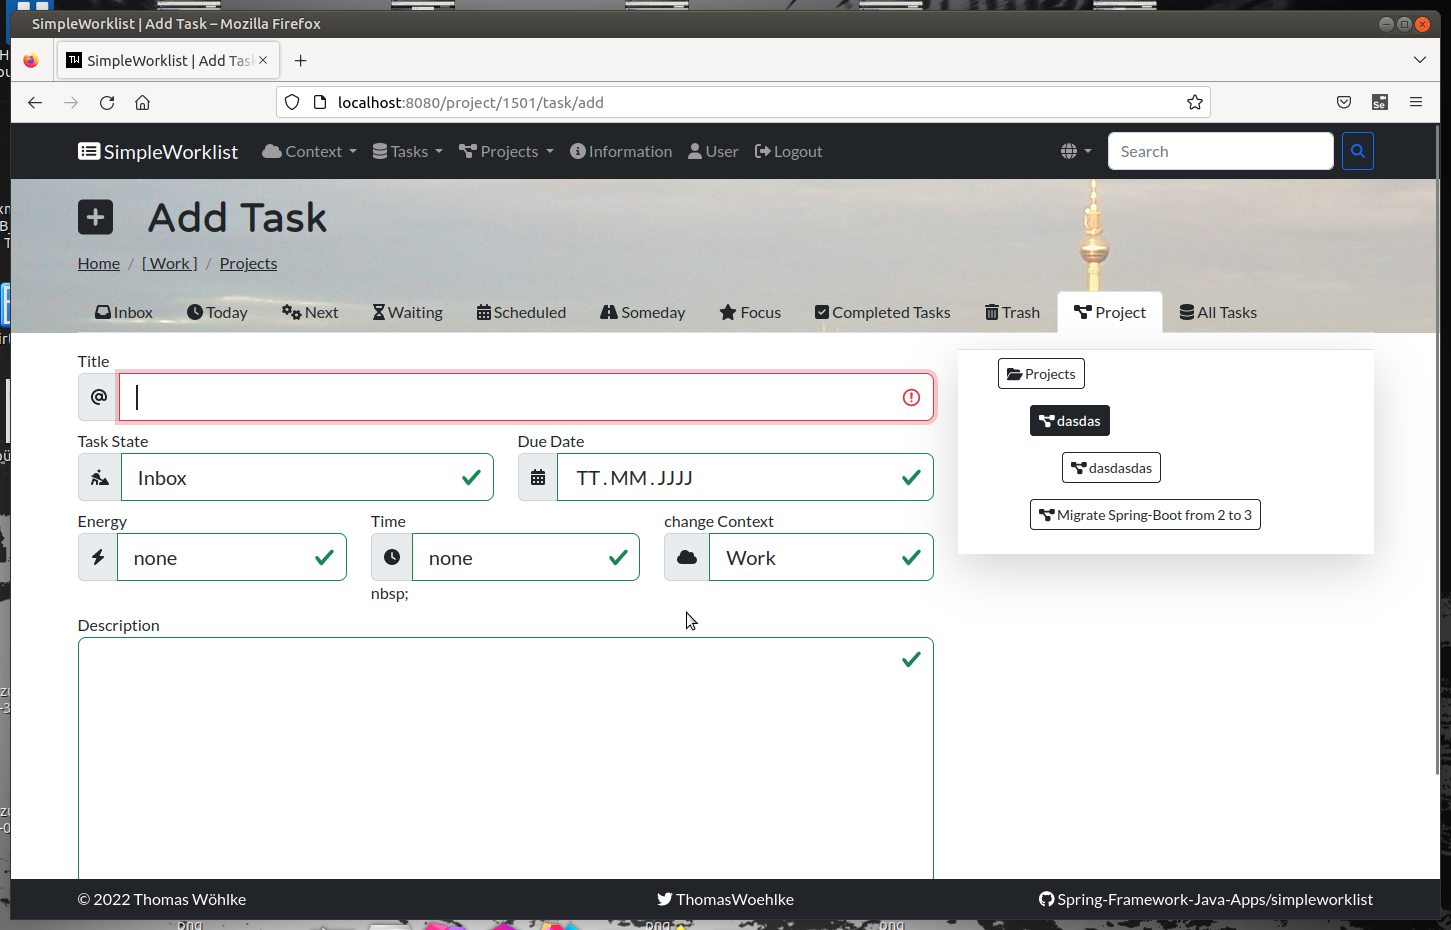 SimpleWorklist | Add Task – Mozilla Firefox
SimpleWorklist | Add Tas
localhost:8080/project/1501/task/add
Se
SimpleWorklist Context Tasks Projects Information User Logout Search
Add Task
Home / [ Work ] / Projects
Inbox Today Next Waiting Scheduled Someday Focus Completed Tasks Trash Project All Tasks
Title
Projects
dasdas
Task State Due Date
dasdasdas
Inbox TT.MM.JJJJ
Migrate Spring-Boot from 2 to 3
Energy Time change Context
none none Work
nbsp;
Description
© 2022 Thomas Wöhlke ThomasWoehlke Spring-Framework-Java-Apps/simpleworklist
png png png